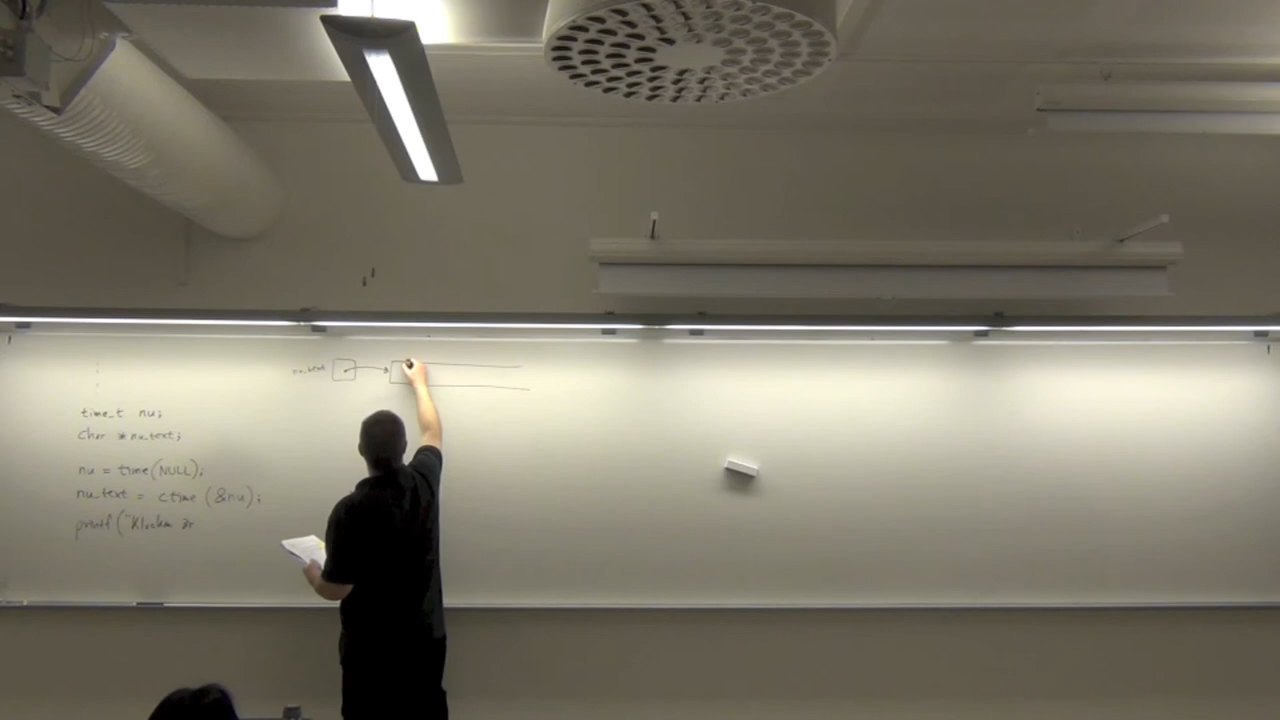 time_t nu;
char *nu_text;
nu = time(NULL);
nu_text = ctime (&nu);
printf("Klockan är
nu_text